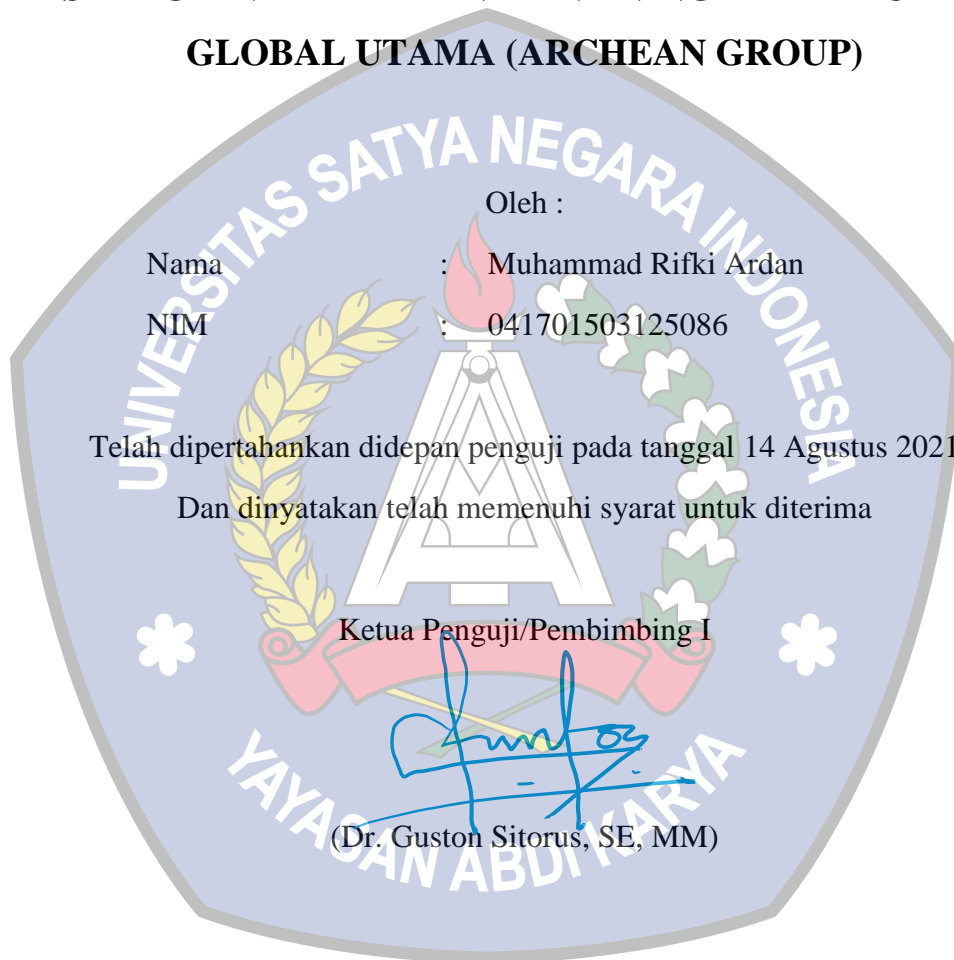 GLOBAL UTAMA (ARCHEAN GROUP)
UNIVERSITAS SATYA NEGARA INDONESIA
Oleh :
Nama : Muhammad Rifki Ardan
NIM : 041701503125086
Telah dipertahankan didepan penguji pada tanggal 14 Agustus 2021
Dan dinyatakan telah memenuhi syarat untuk diterima
Ketua Penguji/Pembimbing I
(Dr. Guston Sitorus, SE, MM)
YAYASAN ABDI KARYA